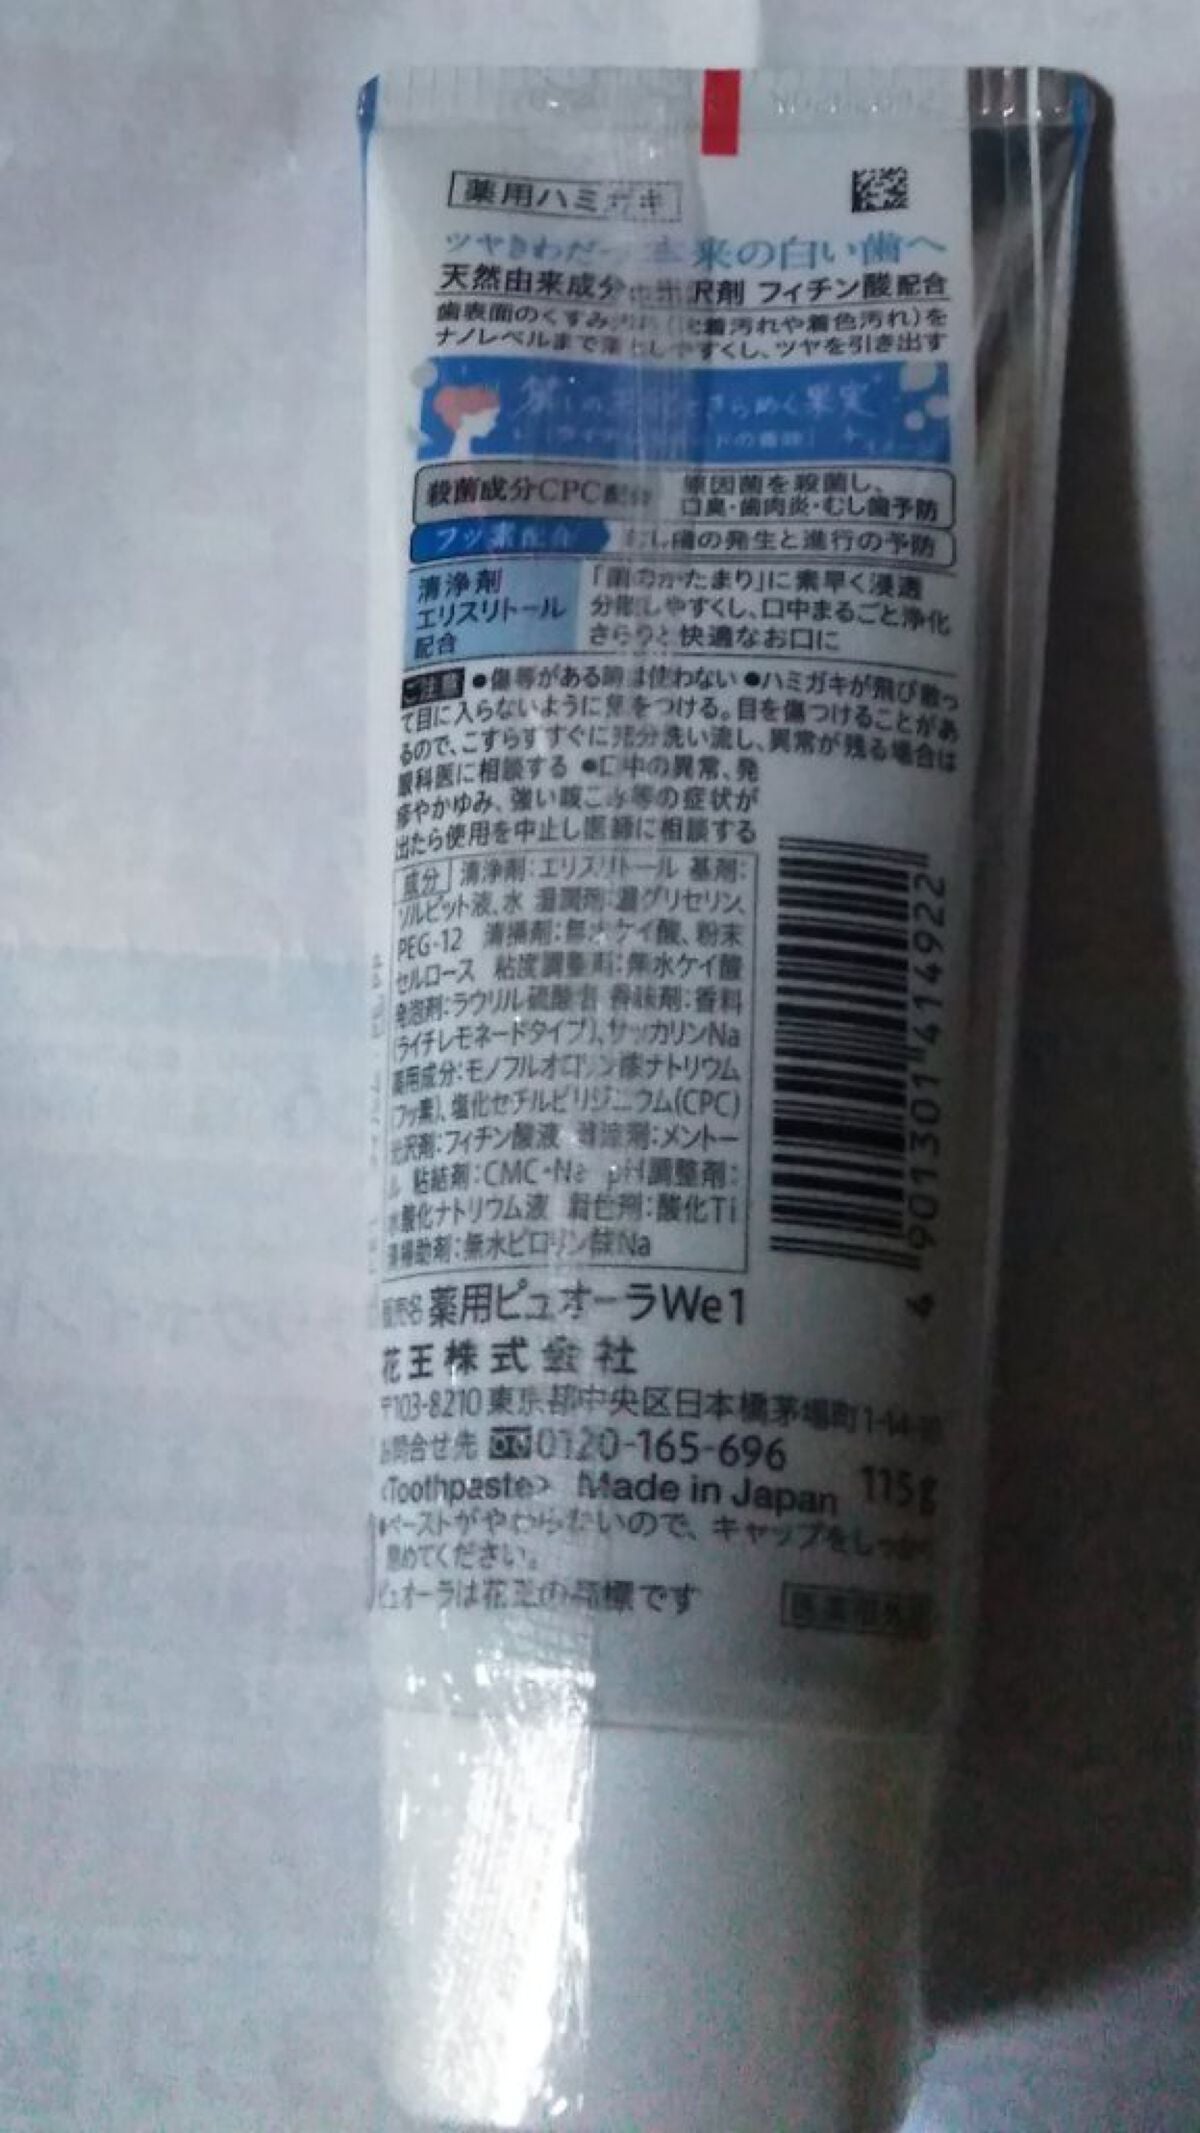 薬用ハミガキ
ツヤきわだつ 本来の白い歯へ
天然由来成分の光沢剤 フィチン酸配合
歯表面のくすみ汚れ(沈着汚れや着色汚れ)を
ナノレベルまで落としやすくし、ツヤを引き出す
きらめく果実
殺菌成分CPC配合 原因菌を殺菌し、
口臭・歯肉炎・むし歯予防
フッ素配合 むし歯の発生と進行の予防
清浄剤 「菌のかたまり」に素早く浸透
エリスリトール 分散しやすくし、口中まるごと浄化
配合 さらりと快適なお口に
ご注意 ●傷等がある時は使わない ●ハミガキが飛び散っ
て目に入らないように気をつける。目を傷つけることがあ
るので、こすらずすぐに充分洗い流し、異常が残る場合は
眼科医に相談する ●口中の異常、発
疹やかゆみ、強い咳こみ等の症状が
出たら使用を中止し医師に相談する
成分 清浄剤:エリスリトール 基剤:
ソルビット液、水 湿潤剤:濃グリセリン、
PEG-12 清掃剤:無水ケイ酸、粉末
セルロース 粘度調整剤:無水ケイ酸
発泡剤:ラウリル硫酸塩 香味剤:香料
(ライチレモネードタイプ)、サッカリンNa
薬用成分:モノフルオロリン酸ナトリウム
(フッ素)、塩化セチルピリジニウム(CPC)
光沢剤:フィチン酸液 清涼剤:メントー
ル 粘結剤:CMC・Na pH調整剤:
水酸化ナトリウム液 着色剤:酸化Ti
清掃助剤:無水ピロリン酸Na
4 901301 414922
販売名 薬用ピュオーラWe1
花王株式会社
〒103-8210 東京都中央区日本橋茅場町1-14-10
お問合せ先 0120-165-696
<Toothpaste> Made in Japan 115g
●ペーストがやわらかいので、キャップをしっかり
閉めてください。
ピュオーラは花王の商標です
医薬部外品